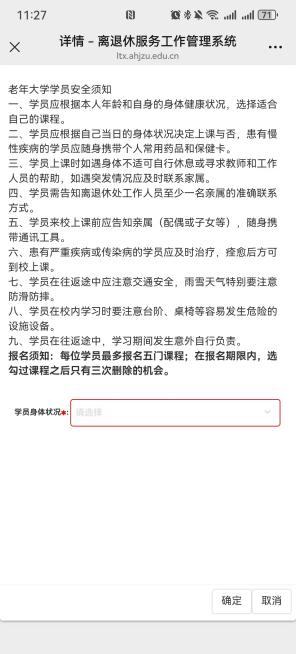 11:27
71
详情 – 离退休服务工作管理系统
ltx.ahjzu.edu.cn
老年大学学员安全须知
一、学员应根据本人年龄和自身的身体健康状况，选择适合
自己的课程。
二、学员应根据自己当日的身体状况决定上课与否，患有慢
性疾病的学员应随身携带个人常用药品和保健卡。
三、学员上课时如遇身体不适可自行休息或寻求教师和工作
人员的帮助，如遇突发情况应及时联系家属。
四、学员需告知离退休处工作人员至少一名亲属的准确联系
方式。
五、学员来校上课前应告知亲属（配偶或子女等），随身携
带通讯工具。
六、患有严重疾病或传染病的学员应及时治疗，痊愈后方可
到校上课。
七、学员在往返途中应注意交通安全，雨雪天气特别要注意
防滑防摔。
八、学员在校内学习时要注意台阶、桌椅等容易发生危险的
设施设备。
九、学员在往返途中，学习期间发生意外自行负责。
报名须知：每位学员最多报名五门课程；在报名期限内，选
勾过课程之后只有三次删除的机会。
学员身体状况*:
请选择
确定
取消